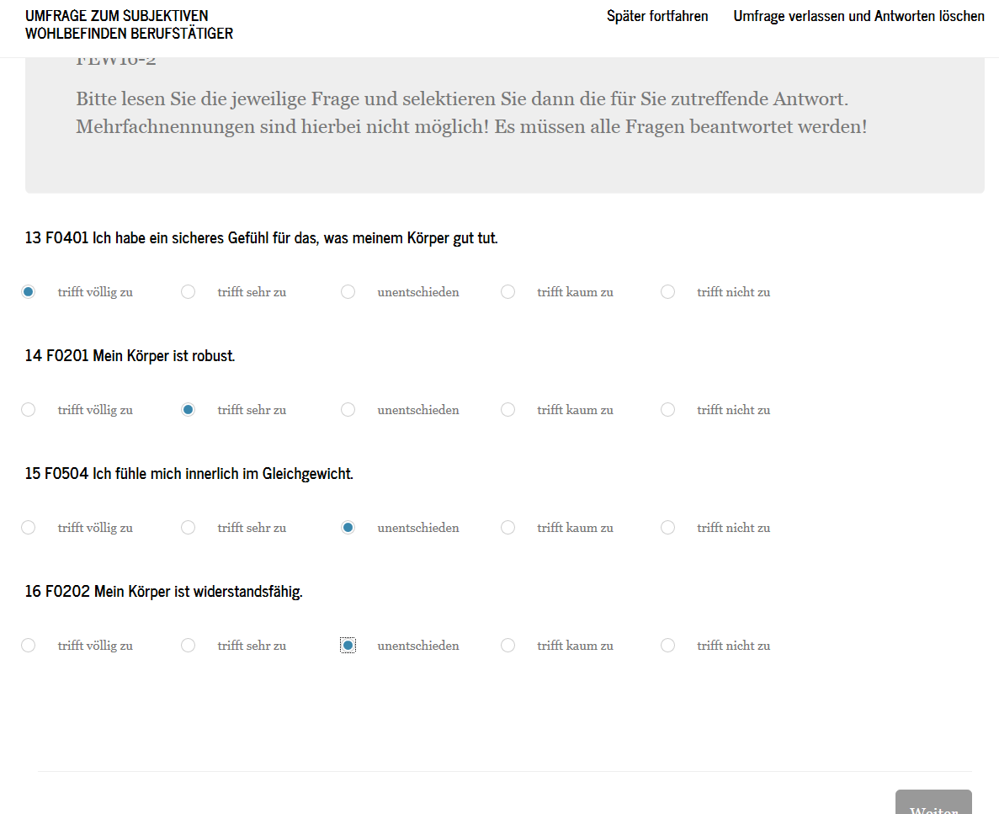 UMFRAGE ZUM SUBJEKTIVEN
WOHLBEFINDEN BERUFSTÄTIGER
Später fortfahren Umfrage verlassen und Antworten löschen
FEW16-2
Bitte lesen Sie die jeweilige Frage und selektieren Sie dann die für Sie zutreffende Antwort.
Mehrfachnennungen sind hierbei nicht möglich! Es müssen alle Fragen beantwortet werden!
13 F0401 Ich habe ein sicheres Gefühl für das, was meinem Körper gut tut.
trifft völlig zu trifft sehr zu unentschieden trifft kaum zu trifft nicht zu
14 F0201 Mein Körper ist robust.
trifft völlig zu trifft sehr zu unentschieden trifft kaum zu trifft nicht zu
15 F0504 Ich fühle mich innerlich im Gleichgewicht.
trifft völlig zu trifft sehr zu unentschieden trifft kaum zu trifft nicht zu
16 F0202 Mein Körper ist widerstandsfähig.
trifft völlig zu trifft sehr zu unentschieden trifft kaum zu trifft nicht zu
Weiter